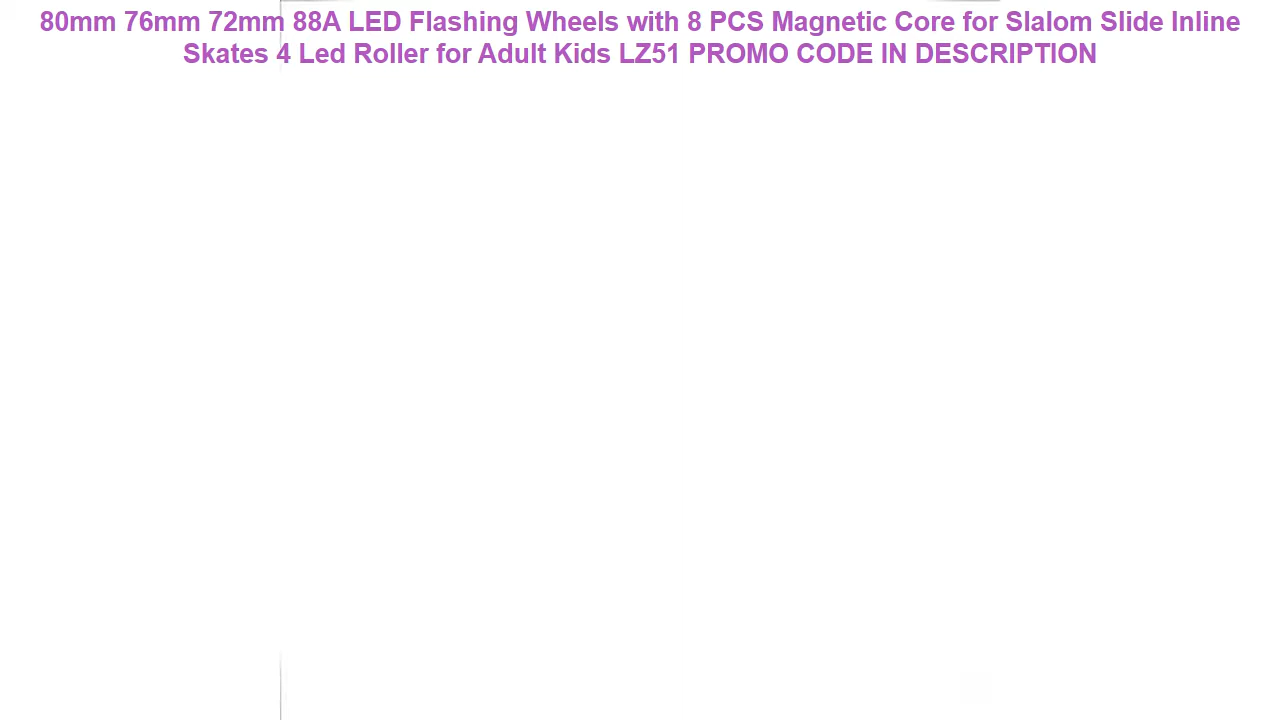 80mm 76mm 72mm 88A LED Flashing Wheels with 8 PCS Magnetic Core for Slalom Slide Inline
Skates 4 Led Roller for Adult Kids LZ51 PROMO CODE IN DESCRIPTION